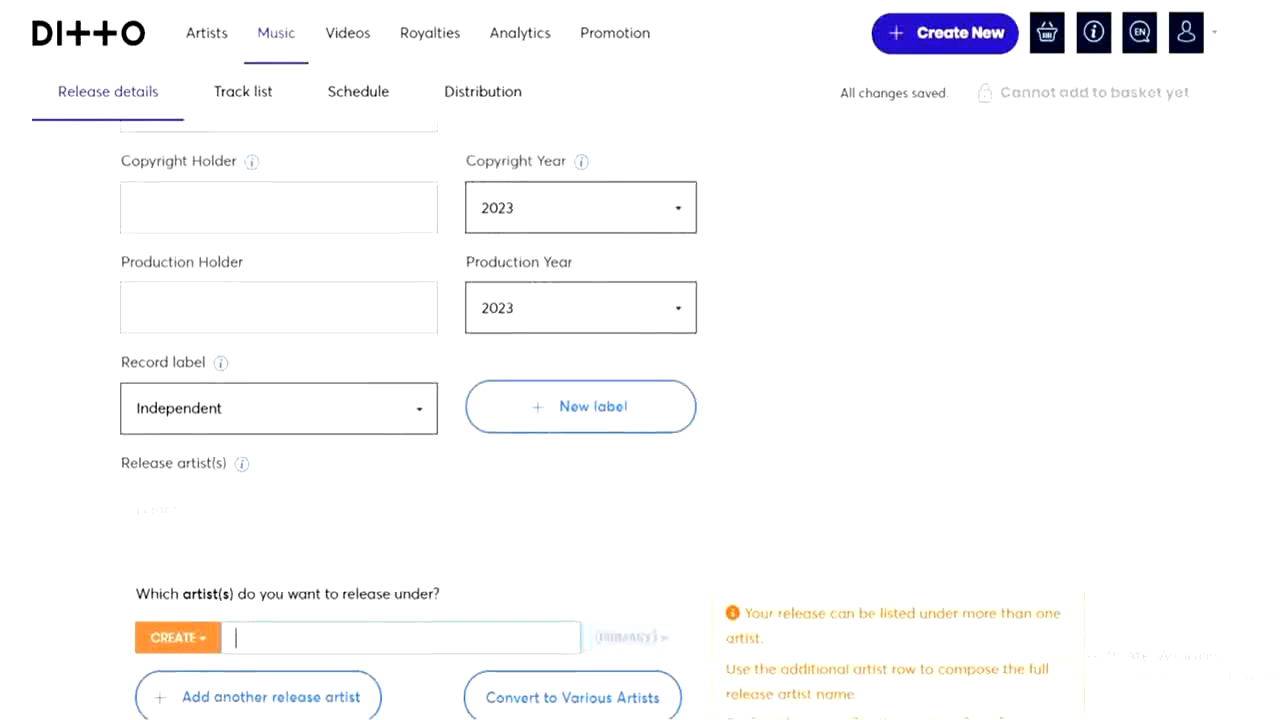 DITTO Artists Music Videos Royalties Analytics Promotion + Create New EN
Release details Track list Schedule Distribution All changes saved. Cannot add to basket yet
Copyright Holder i Copyright Year i
2023
Production Holder Production Year
2023
Record label i
Independent + New label
Release artist(s) i
Which artist(s) do you want to release under?
Your release can be listed under more than one
artist.
CREATE (PRIMARY)
Use the additional artist row to compose the full
release artist name
+ Add another release artist Convert to Various Artists